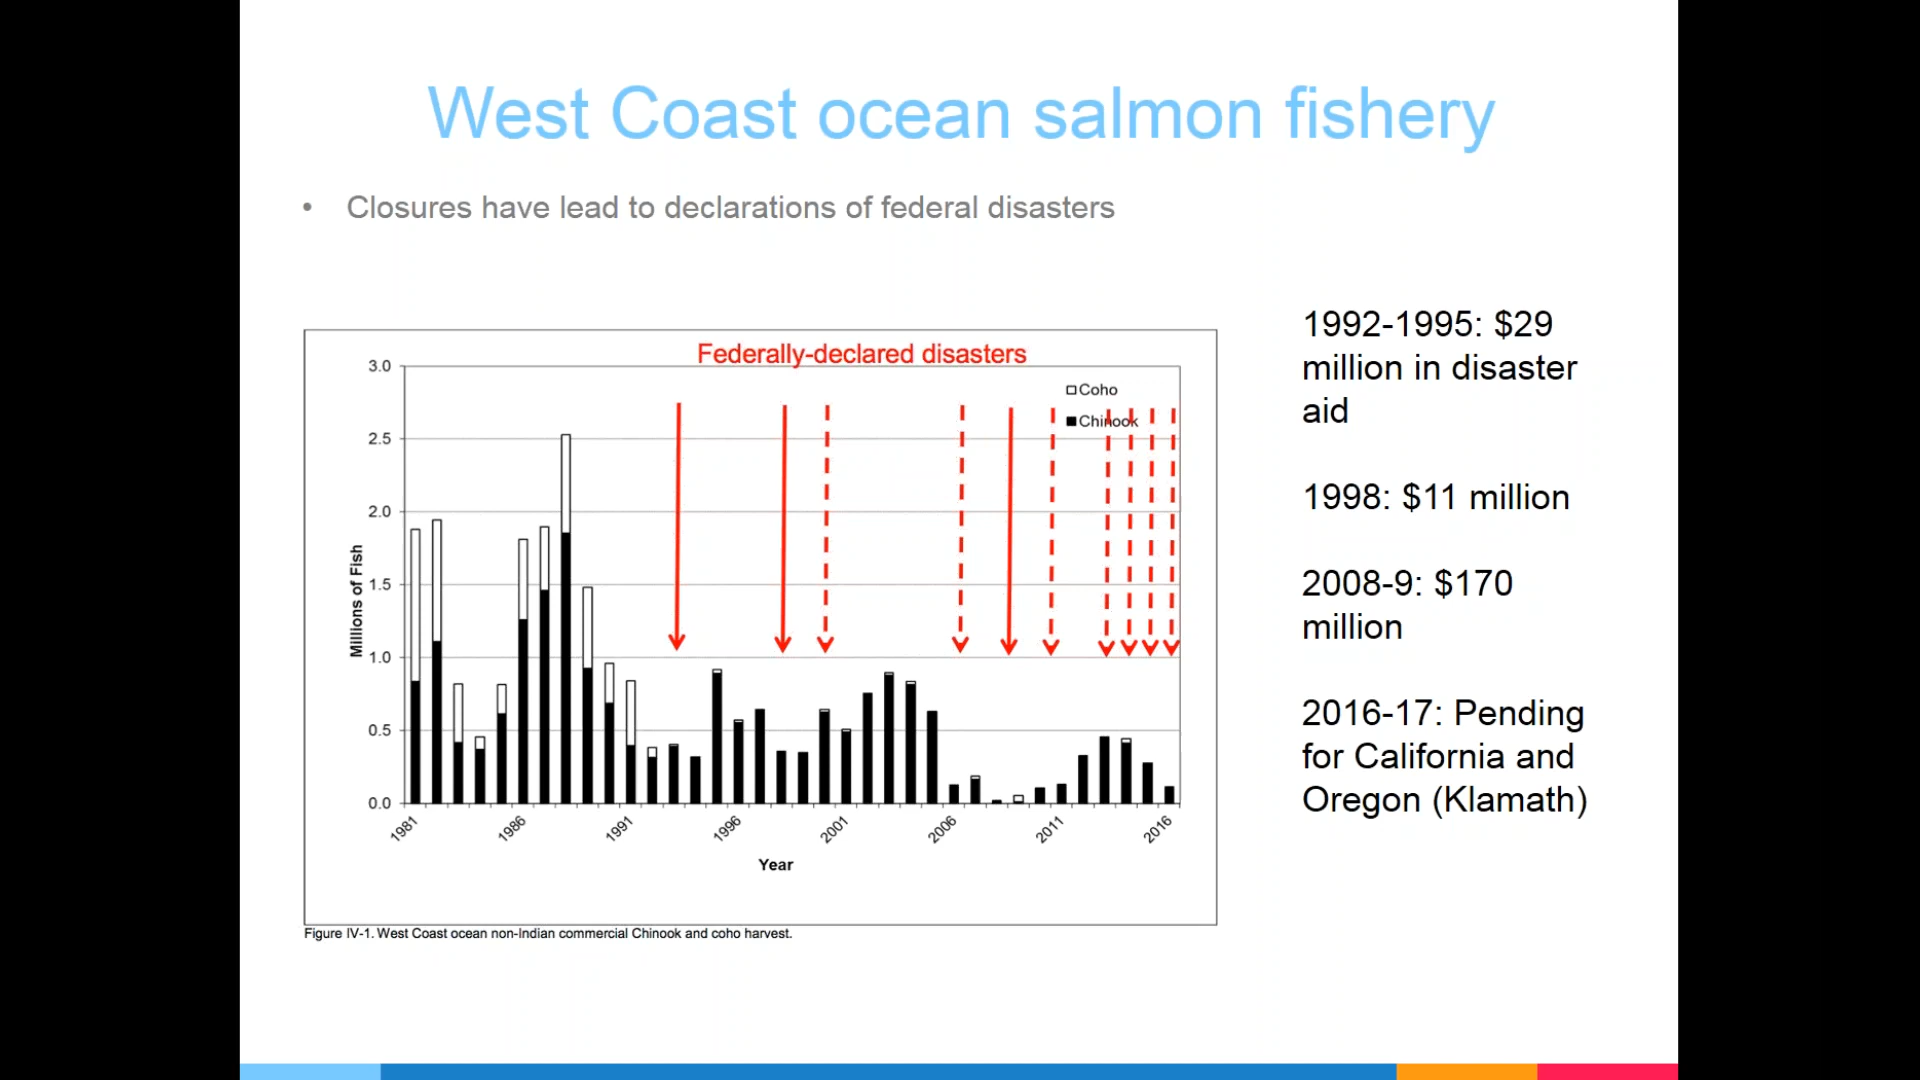 West Coast ocean salmon fishery
• Closures have lead to declarations of federal disasters
Federally-declared disasters
3.0
2.5
2.0
1.5
1.0
0.5
0.0
Millions of Fish
Coho
Chinook
1981
1986
1991
1996
2001
2006
2011
2016
Year
Figure IV-1. West Coast ocean non-Indian commercial Chinook and coho harvest.
1992-1995: $29
million in disaster
aid
1998: $11 million
2008-9: $170
million
2016-17: Pending
for California and
Oregon (Klamath)